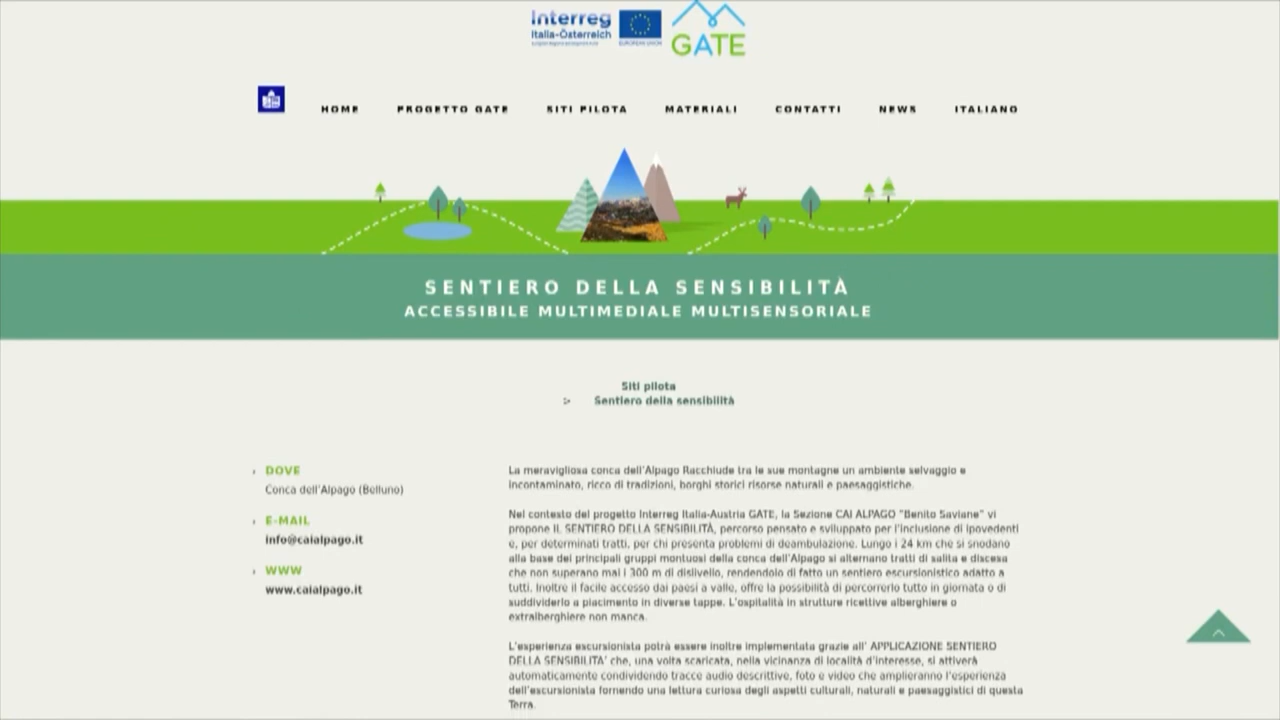 Interreg
Italia-Österreich
EUROPEAN UNION
GATE
HOME PROGETTO GATE SITI PILOTA MATERIALI CONTATTI NEWS ITALIANO
SENTIERO DELLA SENSIBILITÀ
ACCESSIBILE MULTIMEDIALE MULTISENSORIALE
Siti pilota
> Sentiero della sensibilità
› DOVE
Conca dell'Alpago (Belluno)
› E-MAIL
info@caialpago.it
› WWW
www.caialpago.it
La meravigliosa conca dell'Alpago Racchiude tra le sue montagne un ambiente selvaggio e
incontaminato, ricco di tradizioni, borghi storici risorse naturali e paesaggistiche.
Nel contesto del progetto Interreg Italia-Austria GATE, la Sezione CAI ALPAGO "Benito Saviane" vi
propone IL SENTIERO DELLA SENSIBILITÀ, percorso pensato e sviluppato per l'inclusione di ipovedenti
e, per determinati tratti, per chi presenta problemi di deambulazione. Lungo i 24 km che si snodano
alla base dei principali gruppi montuosi della conca dell'Alpago si alternano tratti di salita e discesa
che non superano mai i 300 m di dislivello, rendendolo di fatto un sentiero escursionistico adatto a
tutti. Inoltre il facile accesso dai paesi a valle, offre la possibilità di percorrerlo tutto in giornata o di
suddividerlo a piacimento in diverse tappe. L'ospitalità in strutture ricettive alberghiere o
extralberghiere non manca.
L'esperienza escursionista potrà essere inoltre implementata grazie all' APPLICAZIONE SENTIERO
DELLA SENSIBILITA' che, una volta scaricata, nella vicinanza di località d'interesse, si attiverà
automaticamente condividendo tracce audio descrittive, foto e video che amplieranno l'esperienza
dell'escursionista fornendo una lettura curiosa degli aspetti culturali, naturali e paesaggistici di questa
Terra.